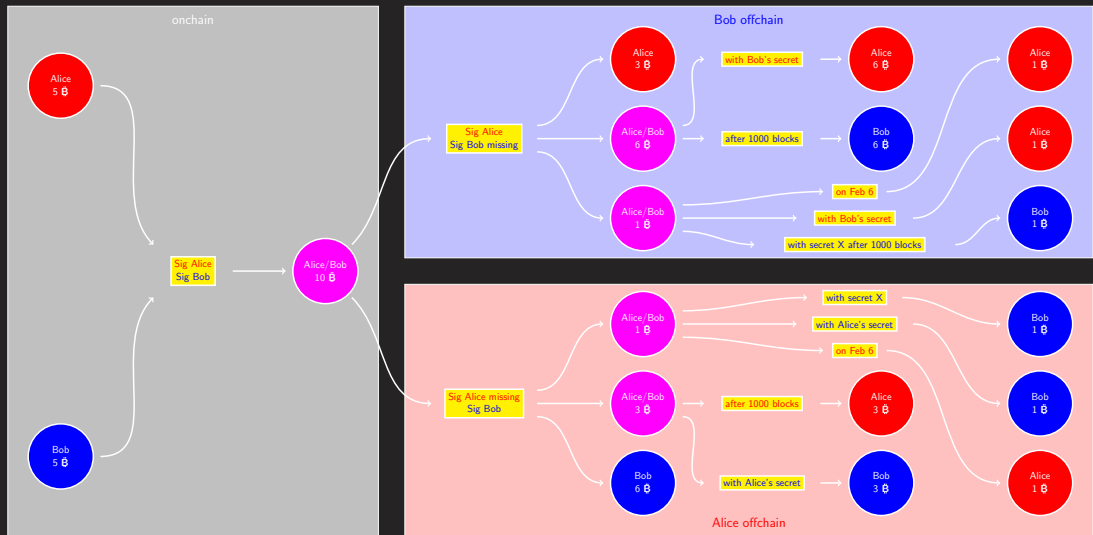 onchain
Alice
5 ₿
Sig Alice
Sig Bob
Alice/Bob
10 ₿
Bob
5 ₿
Bob offchain
Sig Alice
Sig Bob missing
Alice
3 ₿
with Bob's secret
Alice
6 ₿
Alice
1 ₿
Alice/Bob
6 ₿
after 1000 blocks
Bob
6 ₿
Alice
1 ₿
Alice/Bob
1 ₿
on Feb 6
with Bob's secret
with secret X after 1000 blocks
Bob
1 ₿
Sig Alice missing
Sig Bob
Alice/Bob
1 ₿
with secret X
with Alice's secret
on Feb 6
Bob
1 ₿
Alice/Bob
3 ₿
after 1000 blocks
Alice
3 ₿
Bob
1 ₿
Bob
6 ₿
with Alice's secret
Bob
3 ₿
Alice
1 ₿
Alice offchain